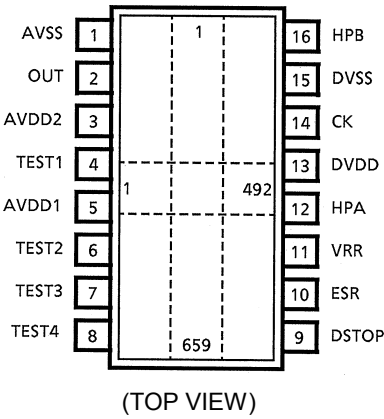 AVSS 1 1 16 HPB
OUT 2 15 DVSS
AVDD2 3 14 CK
TEST1 4 13 DVDD
1 492
AVDD1 5 12 HPA
TEST2 6 11 VRR
TEST3 7 10 ESR
TEST4 8 659 9 DSTOP
(TOP VIEW)